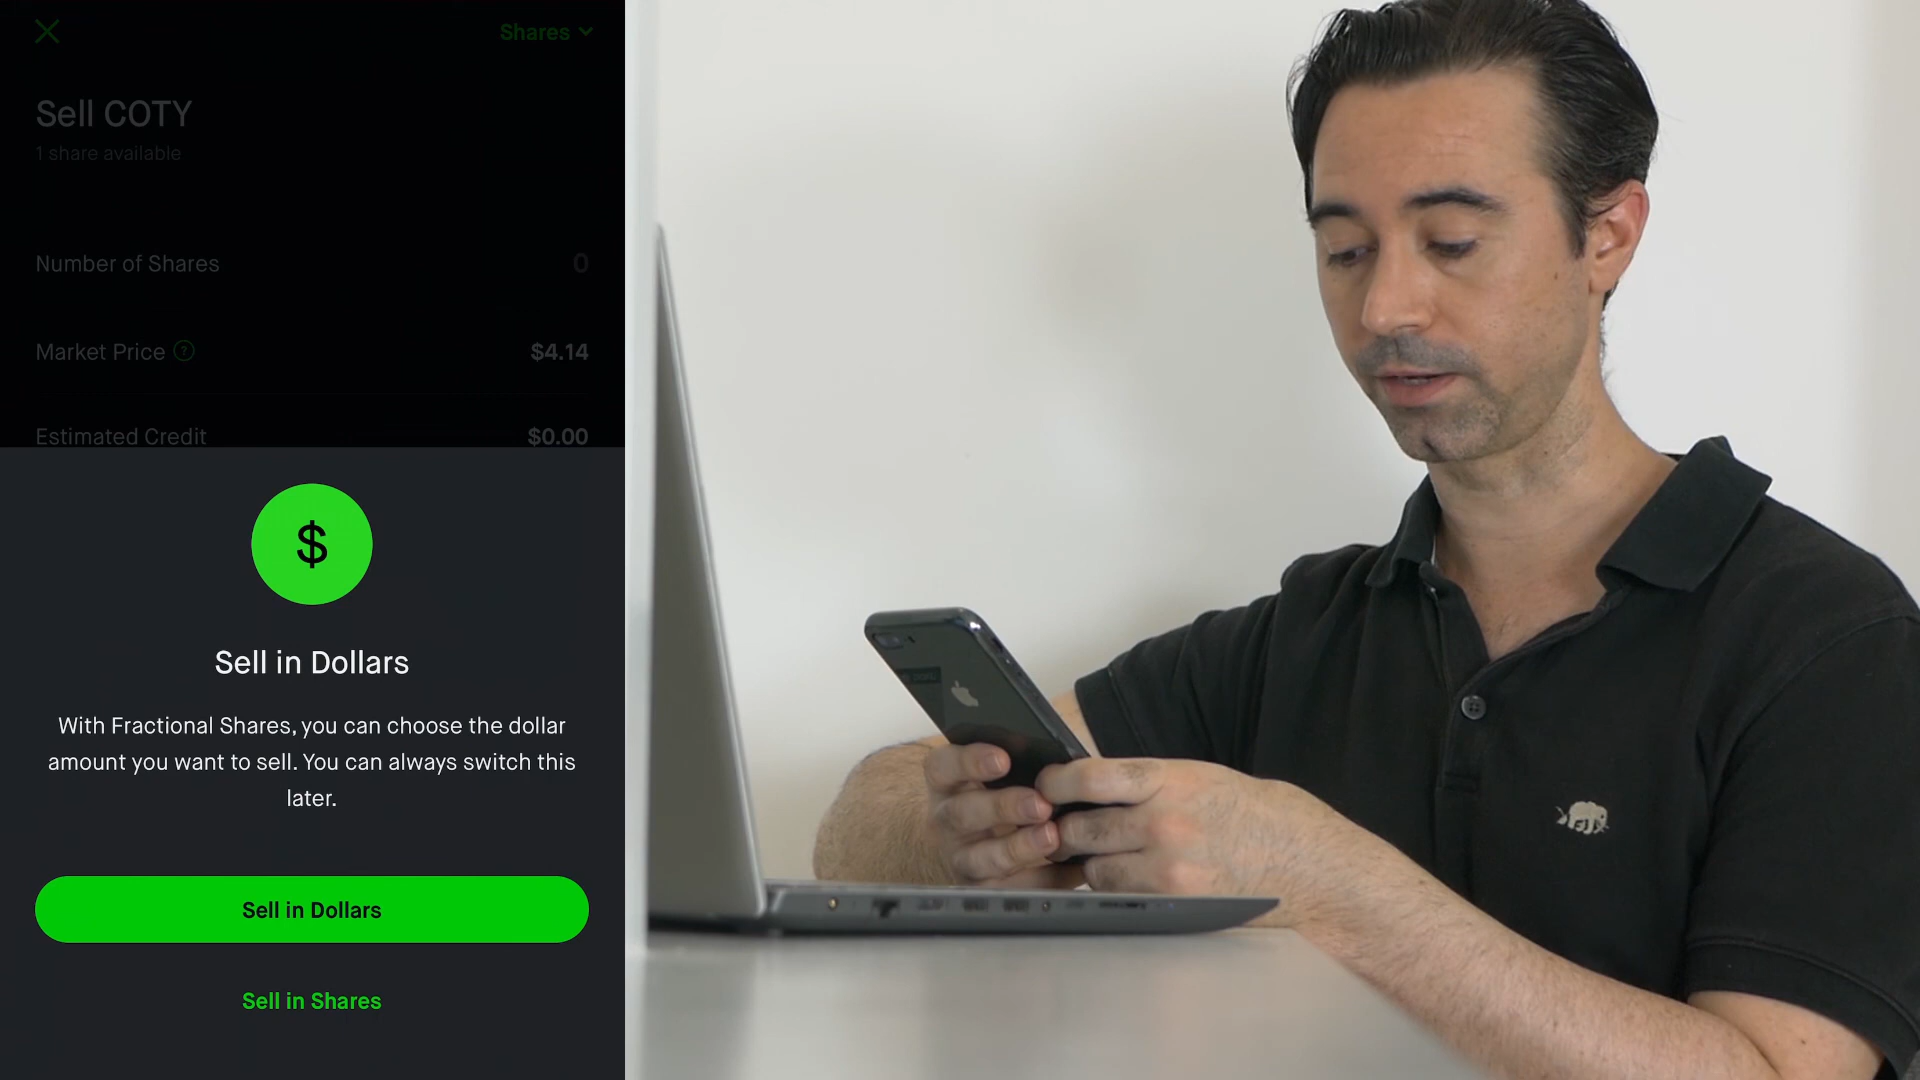 Shares
Sell COTY
1 share available
Number of Shares 0
Market Price ?
$4.14
Estimated Credit $0.00
$
Sell in Dollars
With Fractional Shares, you can choose the dollar
amount you want to sell. You can always switch this
later.
Sell in Dollars
Sell in Shares